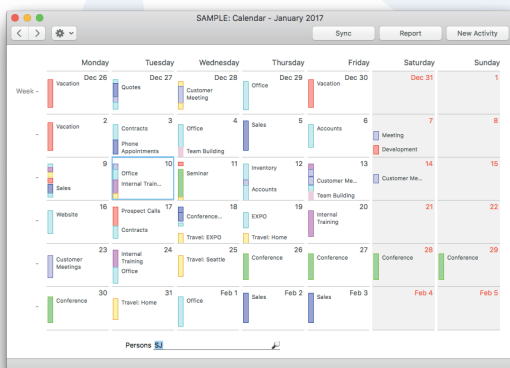 SAMPLE: Calendar - January 2017
Sync Report New Activity
Monday Tuesday Wednesday Thursday Friday Saturday Sunday
Week - Dec 26 Dec 27 Dec 28 Dec 29 Dec 30 Dec 31 1
Vacation Quotes Customer Meeting Office Vacation
- 2 3 4 5 6 7 8
Vacation Contracts Office Sales Accounts Meeting
Phone Appointments Team Building Development
- 9 10 11 12 13 14 15
Office Seminar Inventory Customer Me... Customer Me...
Sales Internal Train... Accounts Team Building
- 16 17 18 19 20 21 22
Website Prospect Calls Conference... EXPO Internal Training
Contracts Travel: EXPO Travel: Home
- 23 24 25 26 27 28 29
Customer Meetings Internal Training Travel: Seattle Conference Conference Conference Conference
Office
- 30 31 Feb 1 Feb 2 Feb 3 Feb 4 Feb 5
Conference Travel: Home Office Sales Sales
Persons SJ